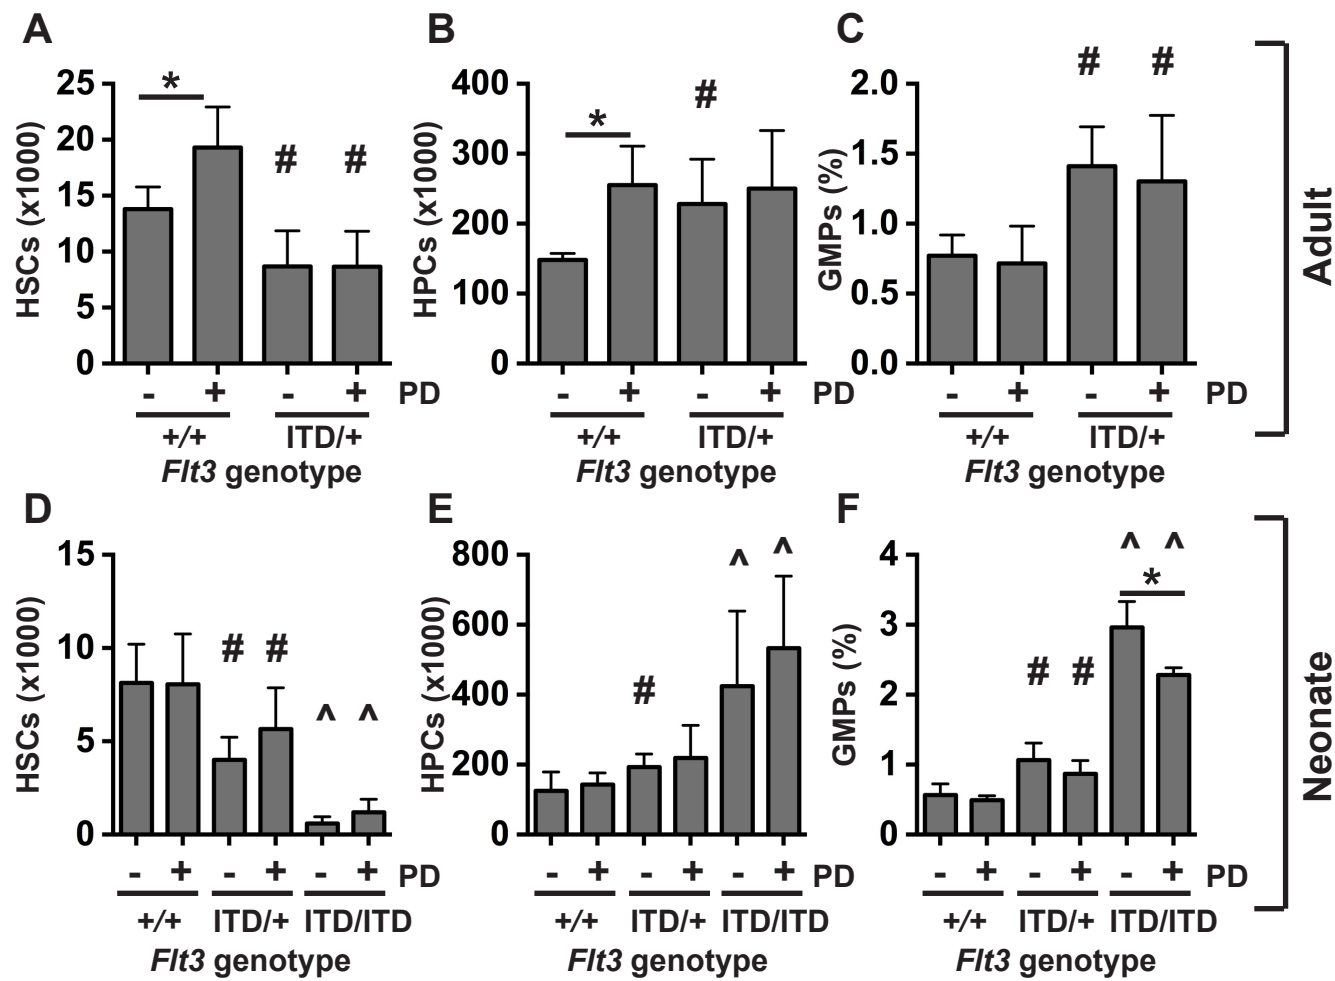 A
HSCs (x1000)
25
20
15
10
5
0
*
#
#
- + - + PD
+/+ ITD/+
Flt3 genotype
B
HPCs (x1000)
400
300
200
100
0
*
#
- + - + PD
+/+ ITD/+
Flt3 genotype
C
GMPs (%)
2.0
1.5
1.0
0.5
0.0
#
#
- + - + PD
+/+ ITD/+
Flt3 genotype
Adult
D
HSCs (x1000)
15
10
5
0
# #
^ ^
- + - + - + PD
+/+ ITD/+ ITD/ITD
Flt3 genotype
E
HPCs (x1000)
800
600
400
200
0
#
^ ^
- + - + - + PD
+/+ ITD/+ ITD/ITD
Flt3 genotype
F
GMPs (%)
4
3
2
1
0
# #
^ ^
*
- + - + - + PD
+/+ ITD/+ ITD/ITD
Flt3 genotype
Neonate